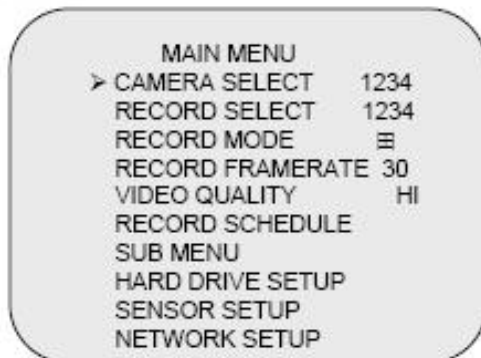 MAIN MENU
➢ CAMERA SELECT 1234
RECORD SELECT 1234
RECORD MODE ⊞
RECORD FRAMERATE 30
VIDEO QUALITY HI
RECORD SCHEDULE
SUB MENU
HARD DRIVE SETUP
SENSOR SETUP
NETWORK SETUP